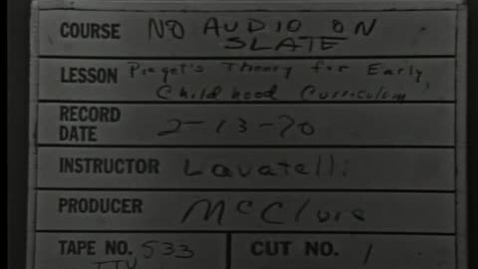 COURSE NO AUDIO ON
SLATE
LESSON Piaget's Theory for Early
Childhood Curriculum
RECORD
DATE 2-13-70
INSTRUCTOR Lavatelli
PRODUCER McClure
TAPE NO. 533 CUT NO. 1